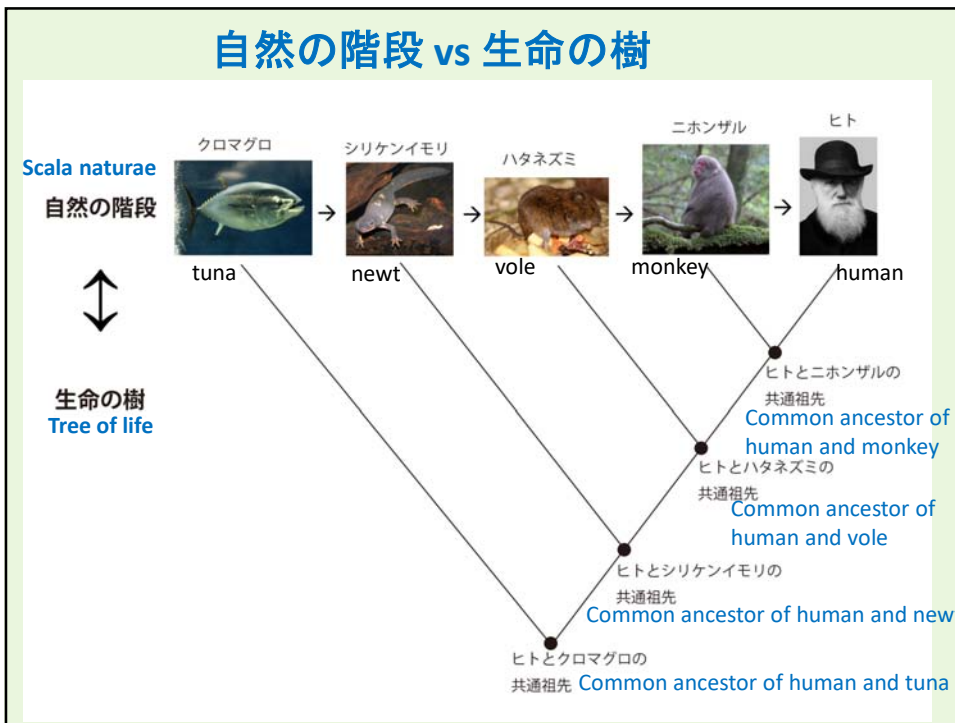 自然の階段 vs 生命の樹
クロマグロ
シリケンイモリ
ハタネズミ
ニホンザル
ヒト
Scala naturae
自然の階段
→
→
→
→
tuna
newt
vole
monkey
human
↕
生命の樹
Tree of life
ヒトとニホンザルの
共通祖先
Common ancestor of
human and monkey
ヒトとハタネズミの
共通祖先
Common ancestor of
human and vole
ヒトとシリケンイモリの
共通祖先
Common ancestor of human and new
ヒトとクロマグロの
共通祖先
Common ancestor of human and tuna